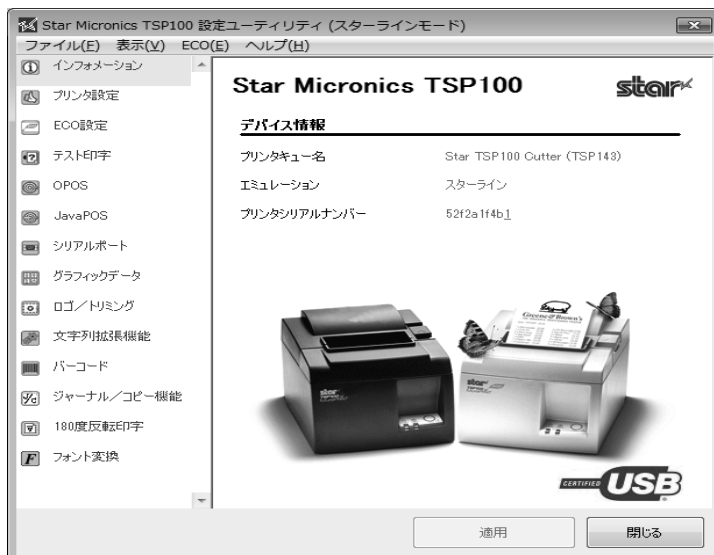 Star Micronics TSP100 設定ユーティリティ (スターラインモード)
ファイル(F) 表示(V) ECO(E) ヘルプ(H)
インフォメーション
プリンタ設定
ECO設定
テスト印字
OPOS
JavaPOS
シリアルポート
グラフィックデータ
ロゴ/トリミング
文字列拡張機能
バーコード
ジャーナル/コピー機能
180度反転印字
フォント変換
Star Micronics TSP100
star
デバイス情報
プリンタキュー名 Star TSP100 Cutter (TSP143)
エミュレーション スターライン
プリンタシリアルナンバー 52f2a1f4b1
Greene & Brown's
star
star
CERTIFIED USB
適用
閉じる